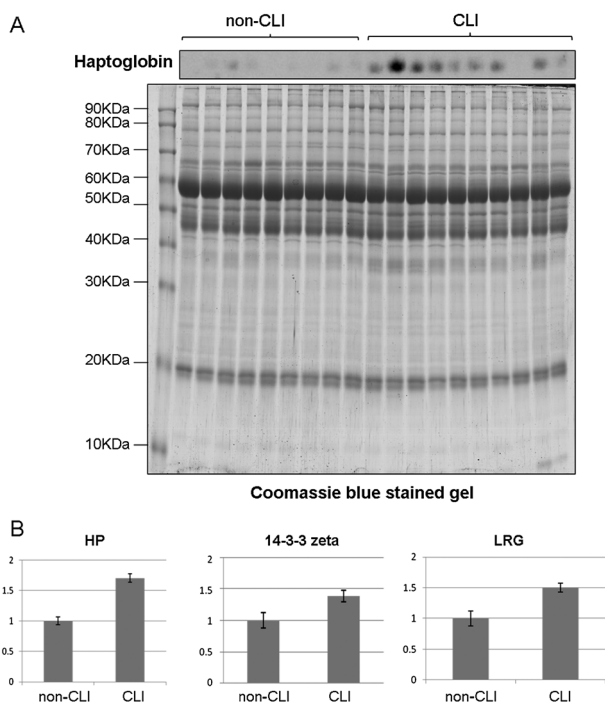 A
non-CLI CLI
Haptoglobin
90KDa
80KDa
70KDa
60KDa
50KDa
40KDa
30KDa
20KDa
10KDa
Coomassie blue stained gel
B
HP
2
1.5
1
0.5
0
non-CLI CLI
14-3-3 zeta
2
1.5
1
0.5
0
non-CLI CLI
LRG
2
1.5
1
0.5
0
non-CLI CLI